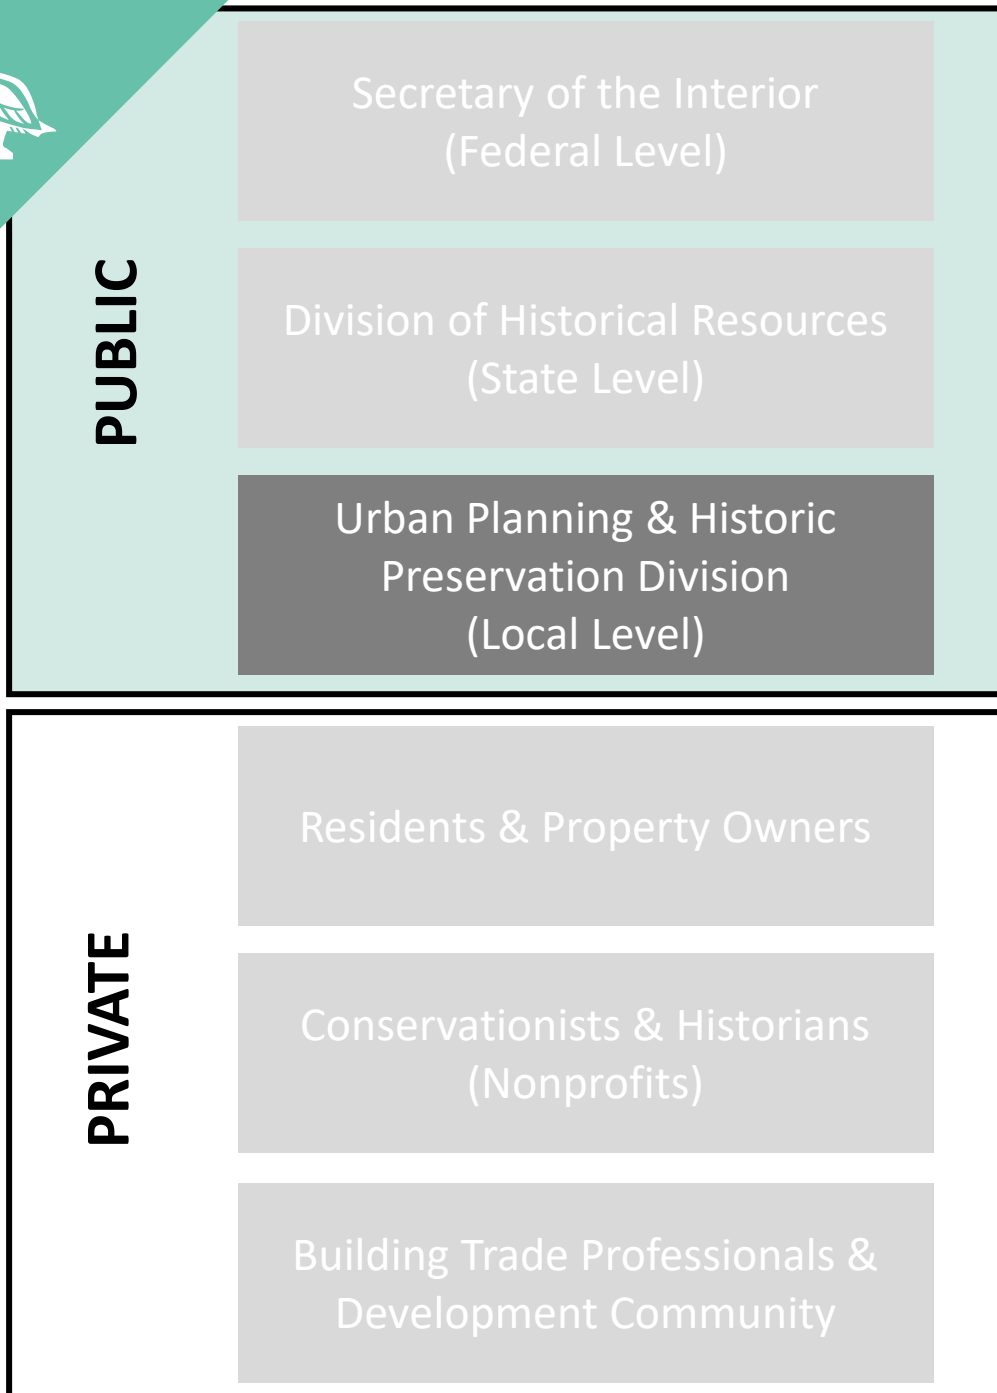 PUBLIC
Secretary of the Interior
(Federal Level)
Division of Historical Resources
(State Level)
Urban Planning & Historic
Preservation Division
(Local Level)
PRIVATE
Residents & Property Owners
Conservationists & Historians
(Nonprofits)
Building Trade Professionals &
Development Community